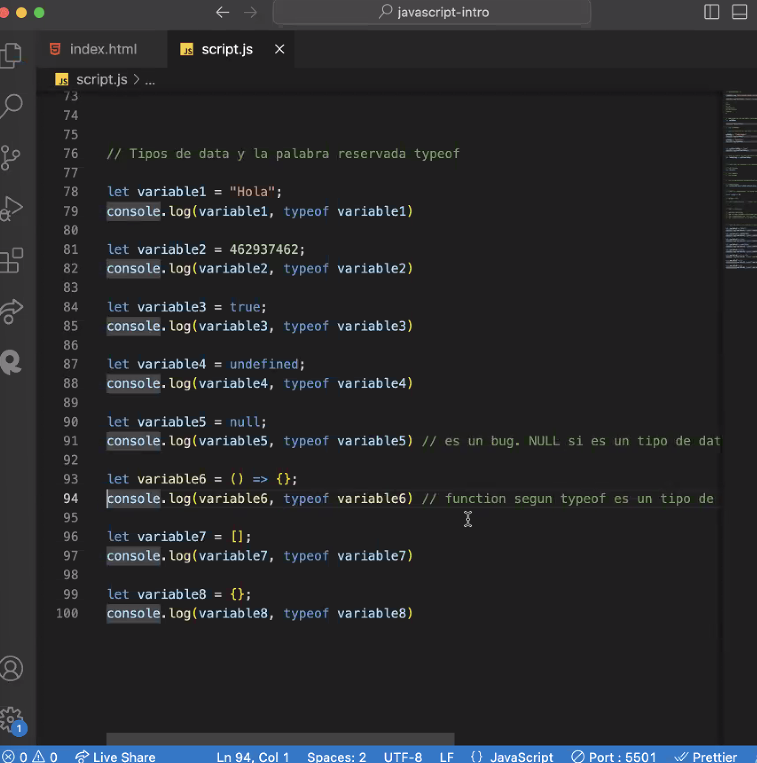 javascript-intro
index.html
JS script.js
JS script.js > ...
73
74
75
76 // Tipos de data y la palabra reservada typeof
77
78 let variable1 = "Hola";
79 console.log(variable1, typeof variable1)
80
81 let variable2 = 462937462;
82 console.log(variable2, typeof variable2)
83
84 let variable3 = true;
85 console.log(variable3, typeof variable3)
86
87 let variable4 = undefined;
88 console.log(variable4, typeof variable4)
89
90 let variable5 = null;
91 console.log(variable5, typeof variable5) // es un bug. NULL si es un tipo de dat
92
93 let variable6 = () => {};
94 console.log(variable6, typeof variable6) // function segun typeof es un tipo de
95
96 let variable7 = [];
97 console.log(variable7, typeof variable7)
98
99 let variable8 = {};
100 console.log(variable8, typeof variable8)
1
0 0 Live Share Ln 94, Col 1 Spaces: 2 UTF-8 LF {} JavaScript Port : 5501 Prettier